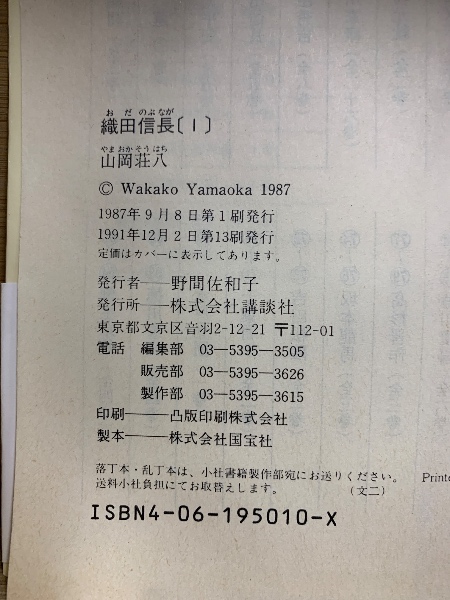 おだのぶなが
織田信長〔1〕
やまおかそうはち
山岡荘八
© Wakako Yamaoka 1987
1987年9月8日第1刷発行
1991年12月2日第13刷発行
定価はカバーに表示してあります。
発行者——野間佐和子
発行所——株式会社講談社
東京都文京区音羽2-12-21 〒112-01
電話 編集部 03-5395-3505
販売部 03-5395-3626
製作部 03-5395-3615
印刷——凸版印刷株式会社
製本——株式会社国宝社
落丁本・乱丁本は、小社書籍製作部宛にお送りください。
送料小社負担にてお取替えします。 (文二)
ISBN4-06-195010-X